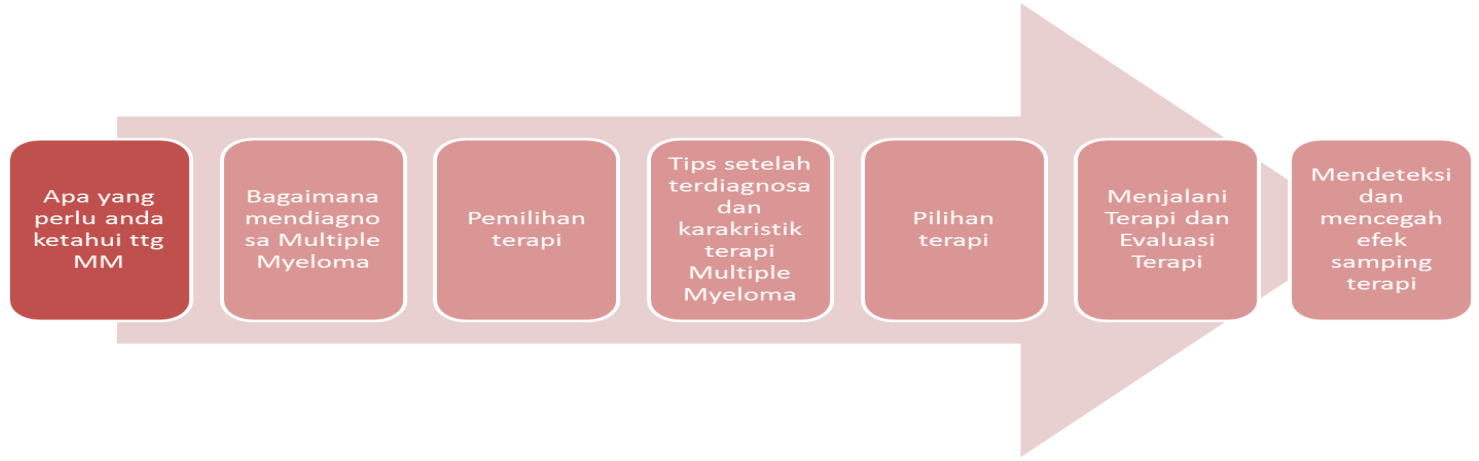 Apa yang
perlu anda
ketahui ttg
MM
Bagaimana
mendiagno
sa Multiple
Myeloma
Pemilihan
terapi
Tips setelah
terdiagnosa
dan
karakristik
terapi
Multiple
Myeloma
Pilihan
terapi
Menjalani
Terapi dan
Evaluasi
Terapi
Mendeteksi
dan
mencegah
efek
samping
terapi